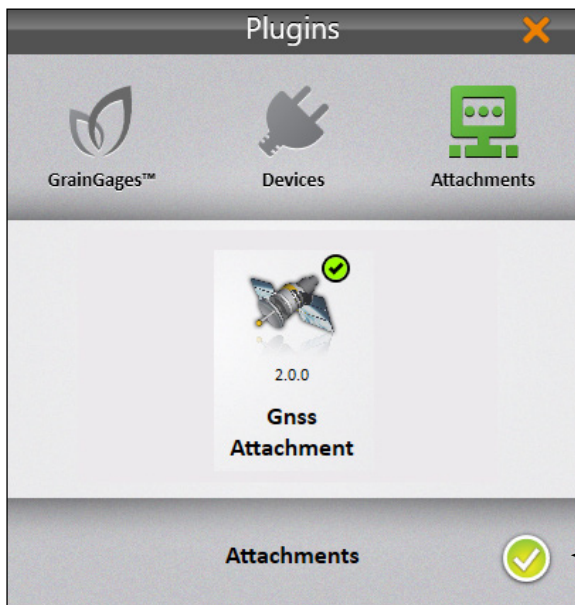 Plugins
GrainGages™
Devices
Attachments
2.0.0
Gnss
Attachment
Attachments